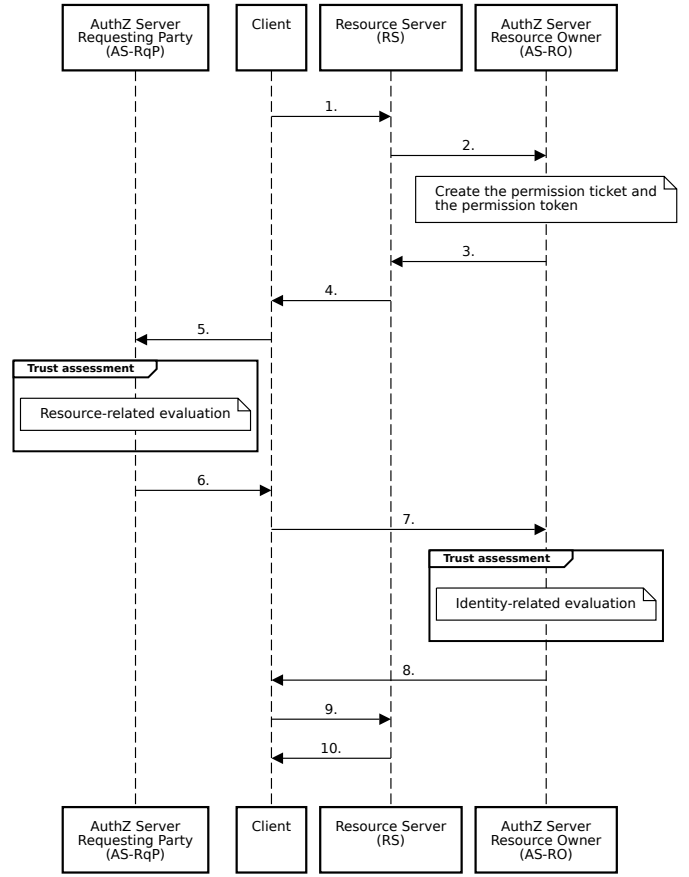 AuthZ Server
Requesting Party
(AS-RqP)
Client
Resource Server
(RS)
AuthZ Server
Resource Owner
(AS-RO)
1.
2.
Create the permission ticket and
the permission token
3.
4.
5.
Trust assessment
Resource-related evaluation
6.
7.
Trust assessment
Identity-related evaluation
8.
9.
10.
AuthZ Server
Requesting Party
(AS-RqP)
Client
Resource Server
(RS)
AuthZ Server
Resource Owner
(AS-RO)